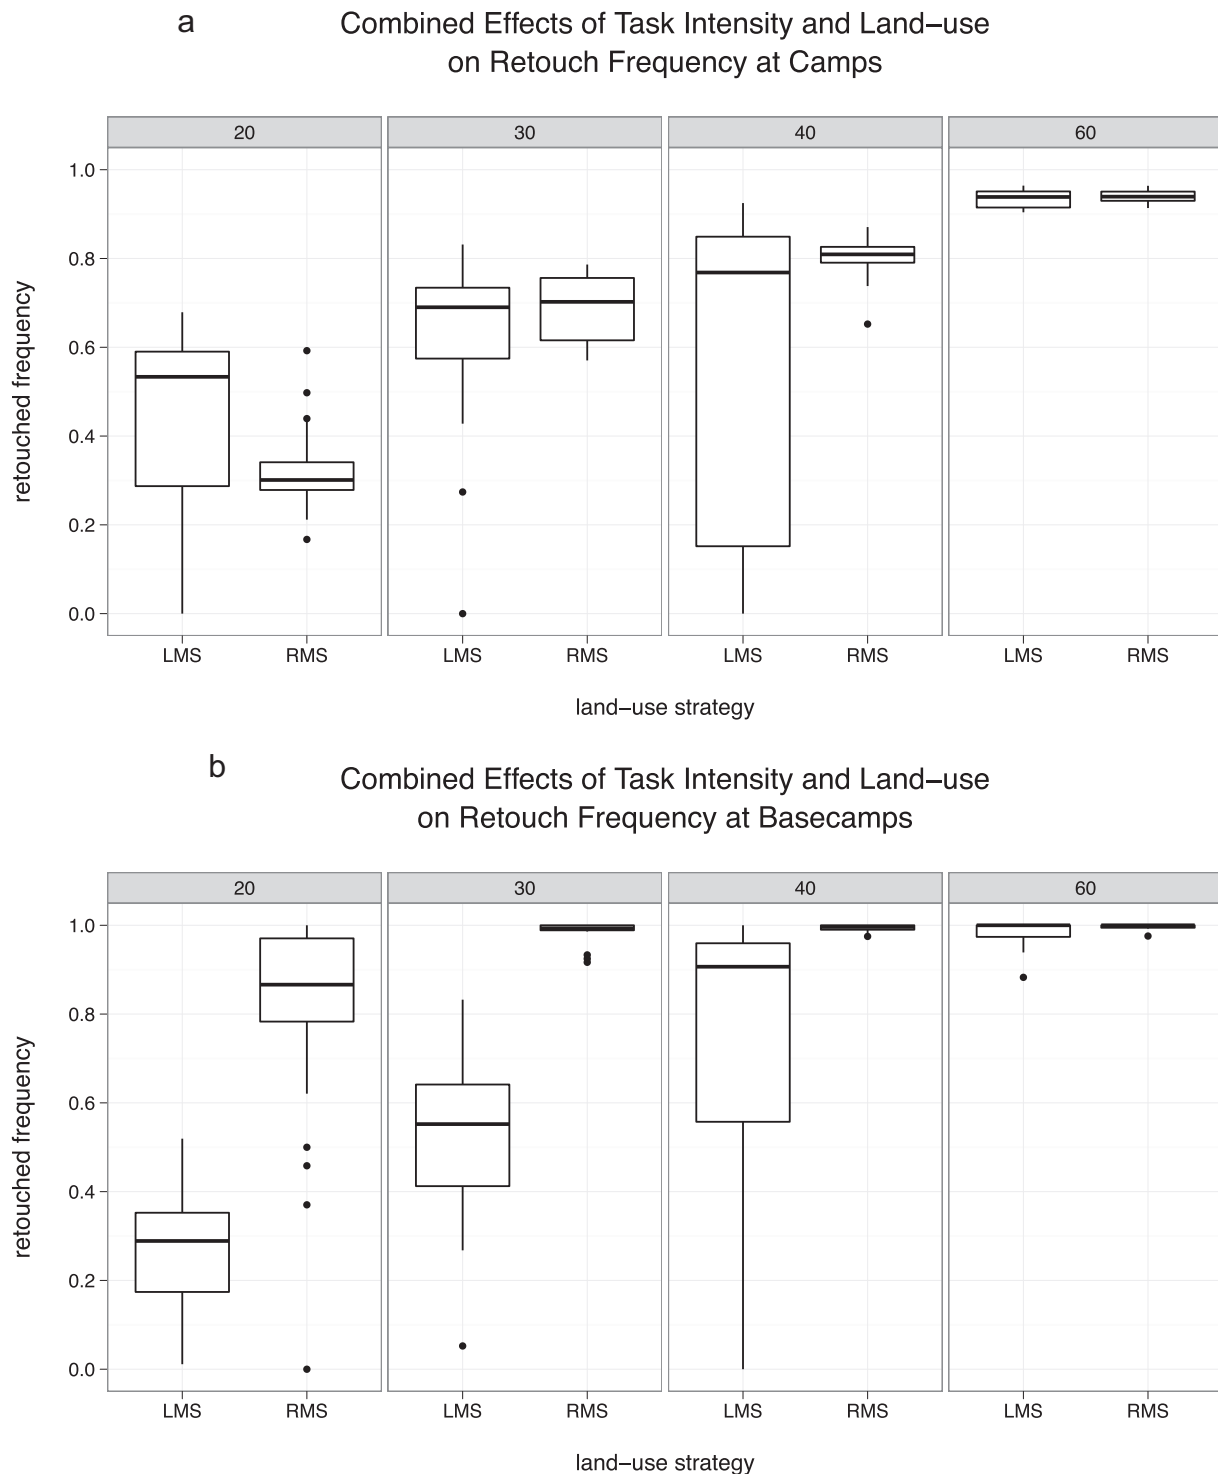 a
Combined Effects of Task Intensity and Land–use
on Retouch Frequency at Camps
20 30 40 60
1.0
0.8
0.6
0.4
0.2
0.0
retouched frequency
LMS RMS LMS RMS LMS RMS LMS RMS
land–use strategy
b
Combined Effects of Task Intensity and Land–use
on Retouch Frequency at Basecamps
20 30 40 60
1.0
0.8
0.6
0.4
0.2
0.0
retouched frequency
LMS RMS LMS RMS LMS RMS LMS RMS
land–use strategy